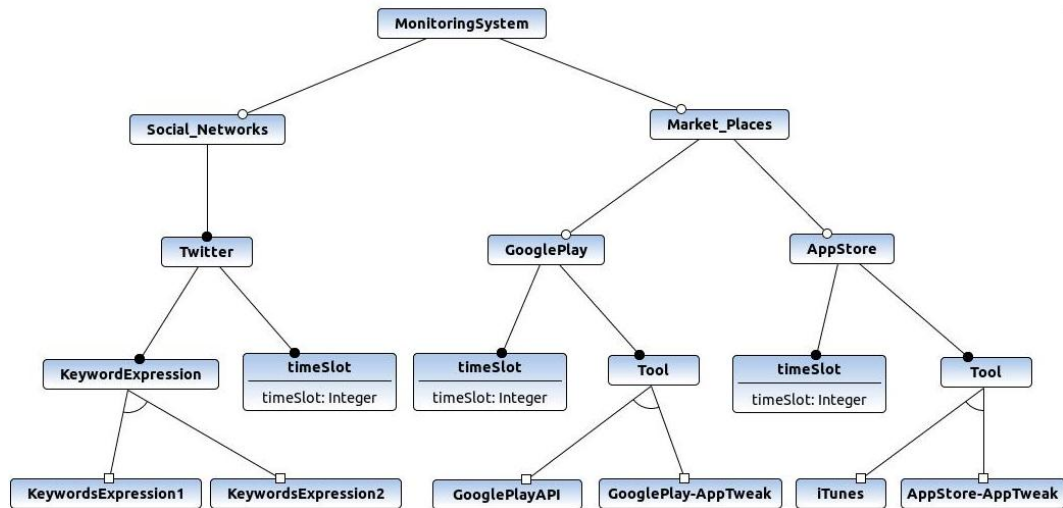 MonitoringSystem
Social_Networks
Market_Places
Twitter
GooglePlay
AppStore
KeywordExpression
timeSlot
timeSlot: Integer
timeSlot
timeSlot: Integer
Tool
timeSlot
timeSlot: Integer
Tool
KeywordsExpression1
KeywordsExpression2
GooglePlayAPI
GooglePlay-AppTweak
iTunes
AppStore-AppTweak